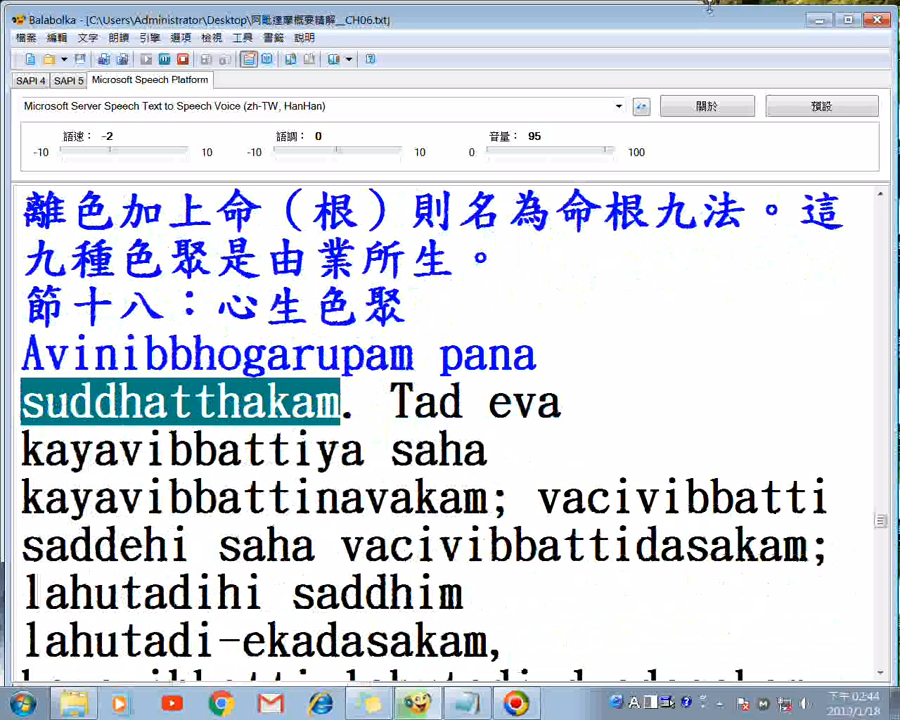 Balabolka - [C:\Users\Administrator\Desktop\阿毗達摩概要精解__CH06.txt]
檔案 編輯 文字 朗讀 引擎 選項 檢視 工具 書籤 說明
SAPI 4 SAPI 5 Microsoft Speech Platform
Microsoft Server Speech Text to Speech Voice (zh-TW, HanHan) 關於 預設
語速： -2 語調： 0 音量： 95
-10 10 -10 10 0 100
離色加上命（根）則名為命根九法。這
九種色聚是由業所生。
節十八：心生色聚
Avinibbhogarupam pana
suddhatthakam. Tad eva
kayavibbattiya saha
kayavibbattinavakam; vacivibbatti
saddehi saha vacivibbattidasakam;
lahutadihi saddhim
lahutadi-ekadasakam,
下午 02:44
2019/1/18